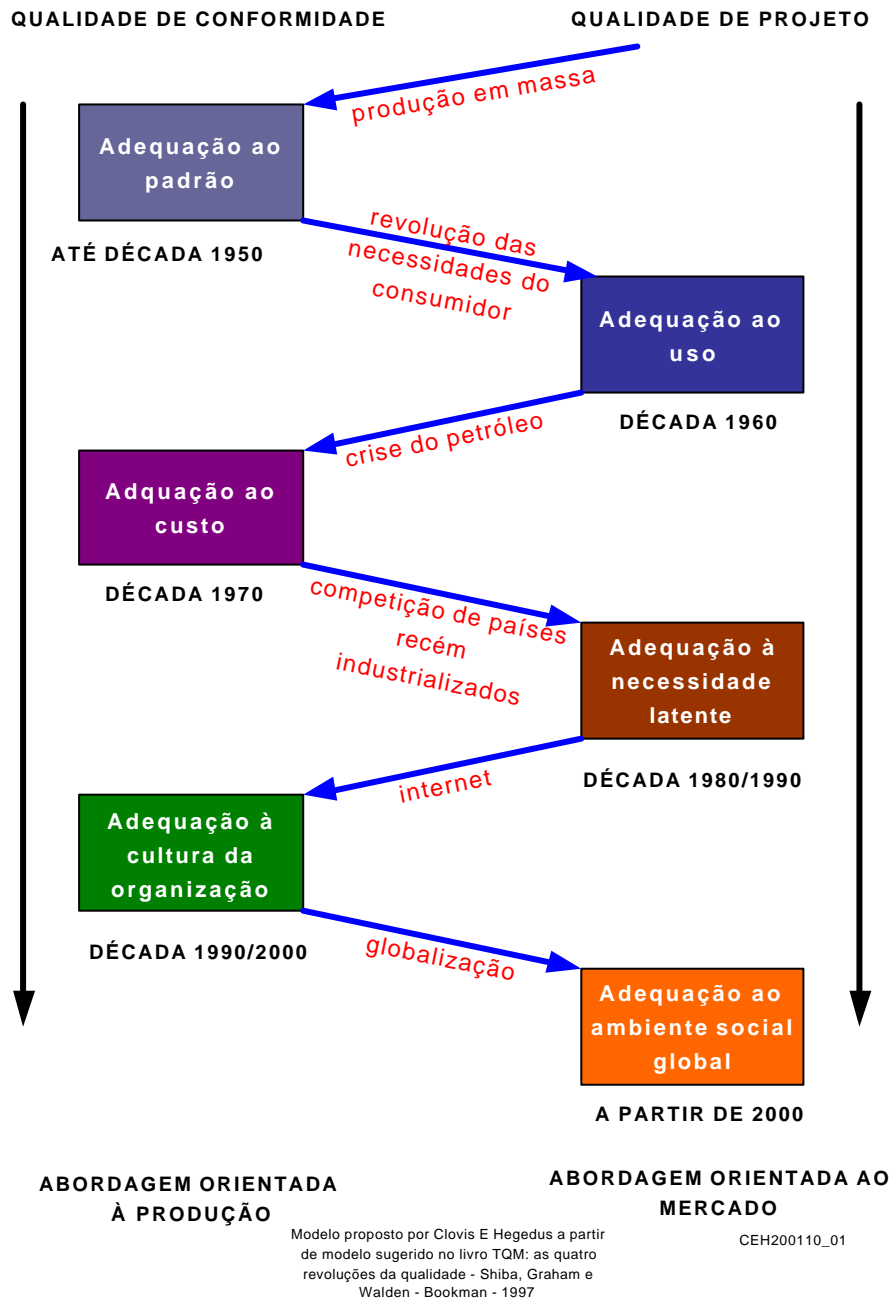 QUALIDADE DE CONFORMIDADE
QUALIDADE DE PROJETO
produção em massa
Adequação ao
padrão
ATÉ DÉCADA 1950
revolução das
necessidades do
consumidor
Adequação ao
uso
DÉCADA 1960
crise do petróleo
Adquação ao
custo
DÉCADA 1970
competição de países
recém
industrializados
Adequação à
necessidade
latente
DÉCADA 1980/1990
internet
Adequação à
cultura da
organização
DÉCADA 1990/2000
globalização
Adequação ao
ambiente social
global
A PARTIR DE 2000
ABORDAGEM ORIENTADA
À PRODUÇÃO
ABORDAGEM ORIENTADA AO
MERCADO
Modelo proposto por Clovis E Hegedus a partir
de modelo sugerido no livro TQM: as quatro
revoluções da qualidade - Shiba, Graham e
Walden - Bookman - 1997
CEH200110_01